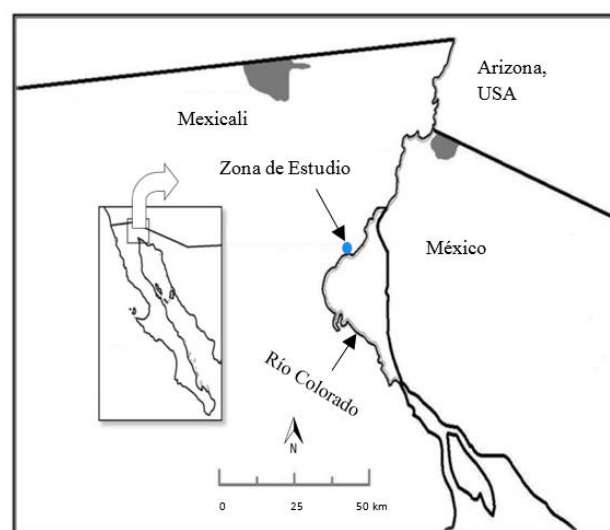 Arizona,
USA
Mexicali
Zona de Estudio
México
Río Colorado
N
0 25 50 km